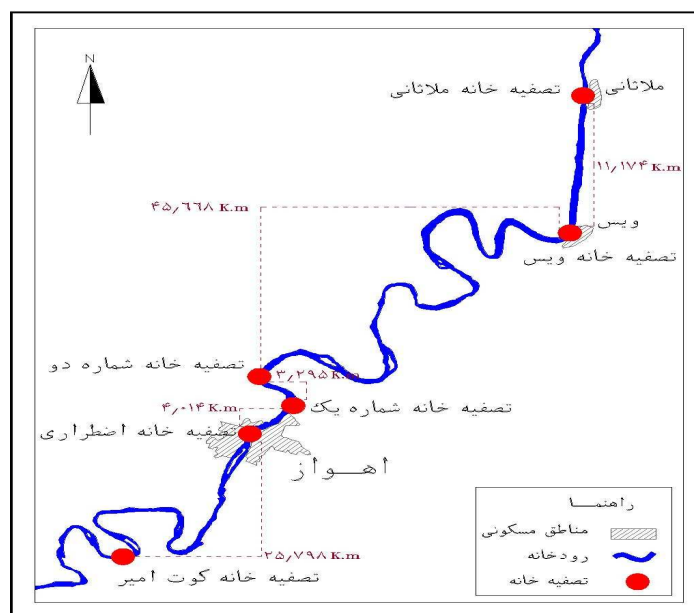 N
ملاثانی
تصفیه خانه ملاثانی
۱۱٫۱۷۴ K.m
۴۵٫۶۶۸ K.m
ویس
تصفیه خانه ویس
تصفیه خانه شماره دو
۳٫۲۹۵ K.m
۴٫۰۱۴ K.m
تصفیه خانه شماره یک
تصفیه خانه اضطراری
اهـــواز
۲۵٫۷۹۸ K.m
تصفیه خانه کوت امیر
راهنمـــا
مناطق مسکونی
رودخانه
تصفیه خانه